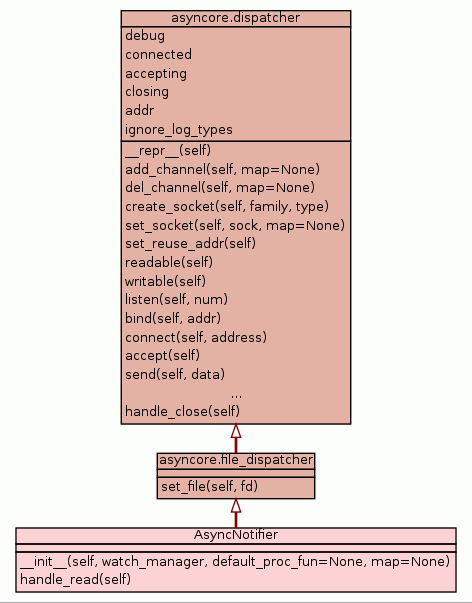 asyncore.dispatcher
debug
connected
accepting
closing
addr
ignore_log_types
__repr__(self)
add_channel(self, map=None)
del_channel(self, map=None)
create_socket(self, family, type)
set_socket(self, sock, map=None)
set_reuse_addr(self)
readable(self)
writable(self)
listen(self, num)
bind(self, addr)
connect(self, address)
accept(self)
send(self, data)
...
handle_close(self)
asyncore.file_dispatcher
set_file(self, fd)
AsyncNotifier
__init__(self, watch_manager, default_proc_fun=None, map=None)
handle_read(self)